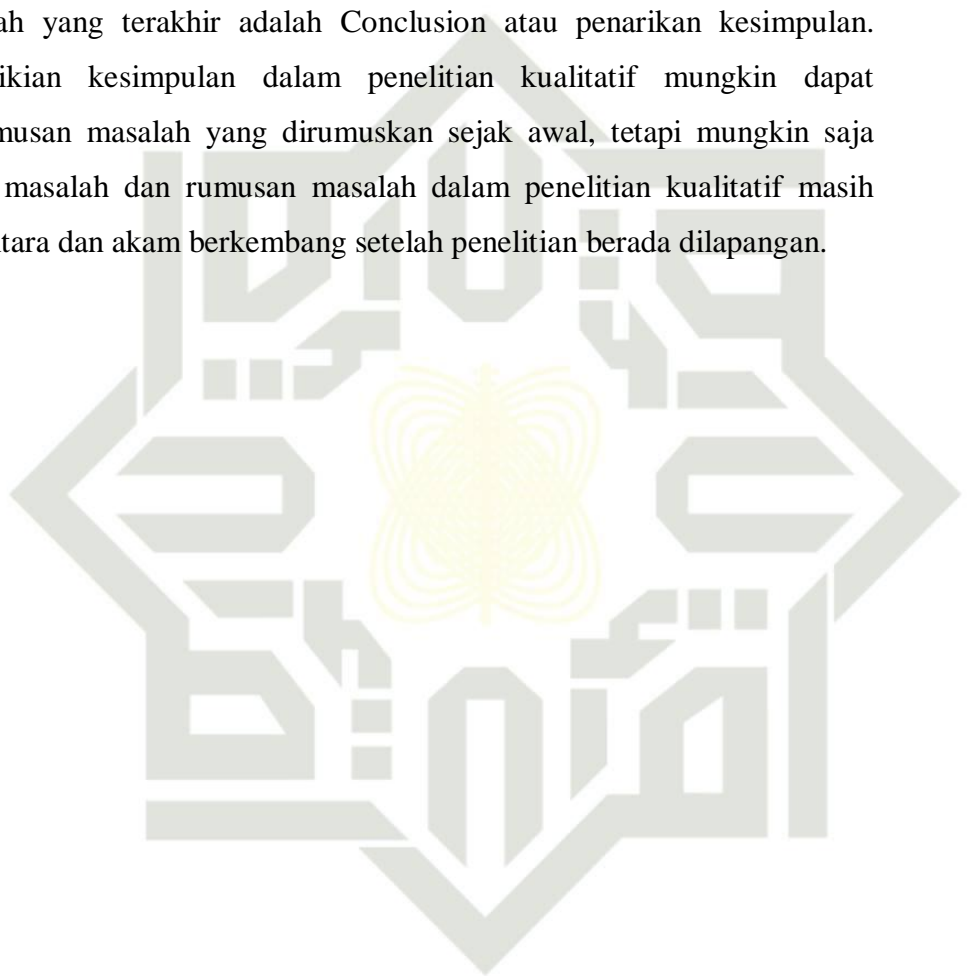 ah yang terakhir adalah Conclusion atau penarikan kesimpulan.
ikian kesimpulan dalam penelitian kualitatif mungkin dapat
musan masalah yang dirumuskan sejak awal, tetapi mungkin saja
masalah dan rumusan masalah dalam penelitian kualitatif masih
ntara dan akam berkembang setelah penelitian berada dilapangan.